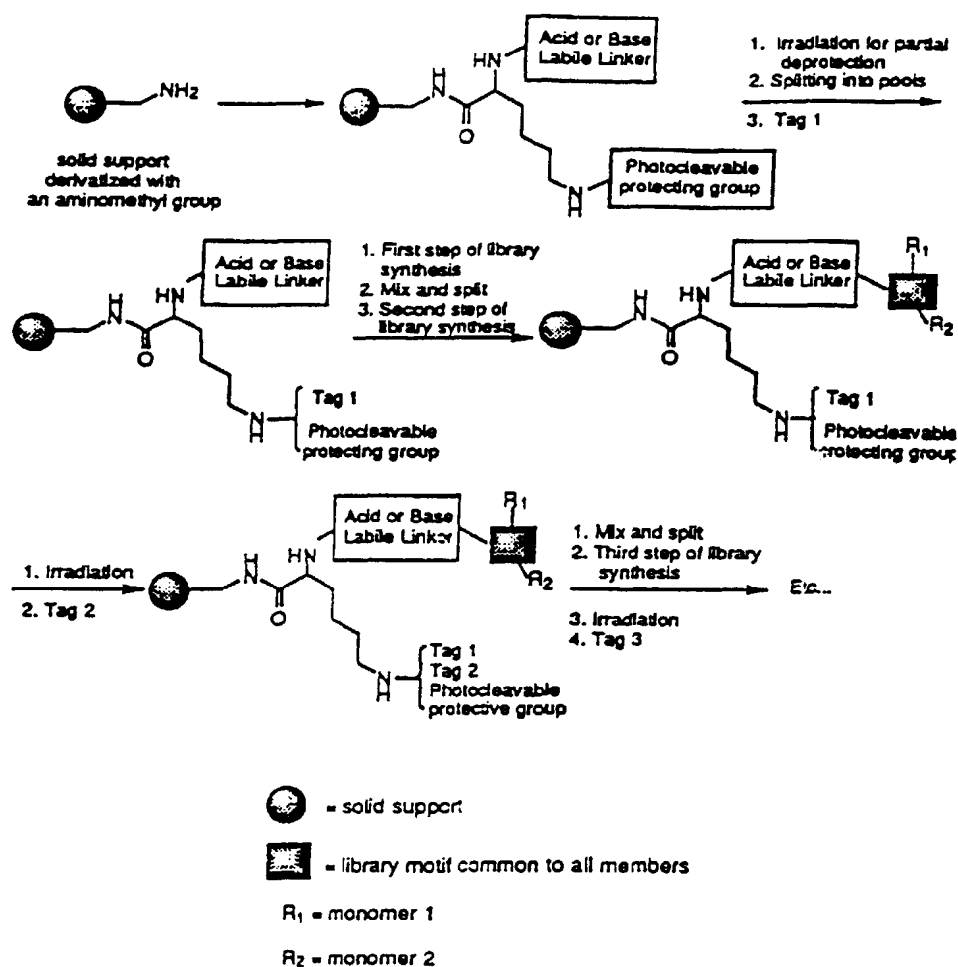 NH2
solid support
derivatized with
an aminomethyl group
H
N
O
HN
Acid or Base
Labile Linker
N
H
Photocleavable
protecting group
1. Irradiation for partial
deprotection
2. Splitting into pools
3. Tag 1
H
N
O
HN
Acid or Base
Labile Linker
N
H
Tag 1
Photocleavable
protecting group
1. First step of library
synthesis
2. Mix and split
3. Second step of
library synthesis
H
N
O
HN
Acid or Base
Labile Linker
R1
R2
N
H
Tag 1
Photocleavable
protecting group
1. Irradiation
2. Tag 2
H
N
O
HN
Acid or Base
Labile Linker
R1
R2
N
H
Tag 1
Tag 2
Photocleavable
protective group
1. Mix and split
2. Third step of library
synthesis
3. Irradiation
4. Tag 3
Etc...
= solid support
= library motif common to all members
R1 = monomer 1
R2 = monomer 2